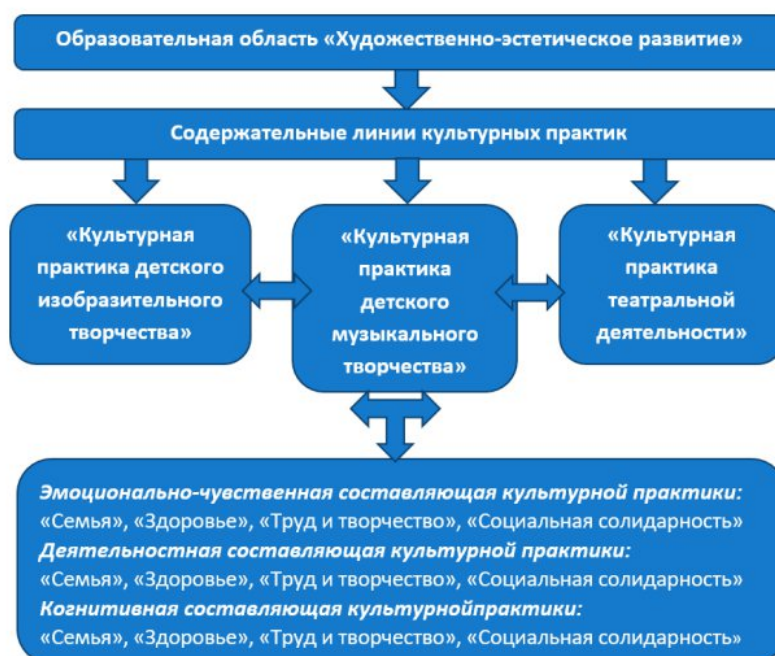 Образовательная область «Художественно-эстетическое развитие»
Содержательные линии культурных практик
«Культурная
практика детского
изобразительного
творчества»
«Культурная
практика
детского
музыкального
творчества»
«Культурная
практика
театральной
деятельности»
Эмоционально-чувственная составляющая культурной практики:
«Семья», «Здоровье», «Труд и творчество», «Социальная солидарность»
Деятельностная составляющая культурной практики:
«Семья», «Здоровье», «Труд и творчество», «Социальная солидарность»
Когнитивная составляющая культурнойпрактики:
«Семья», «Здоровье», «Труд и творчество», «Социальная солидарность»